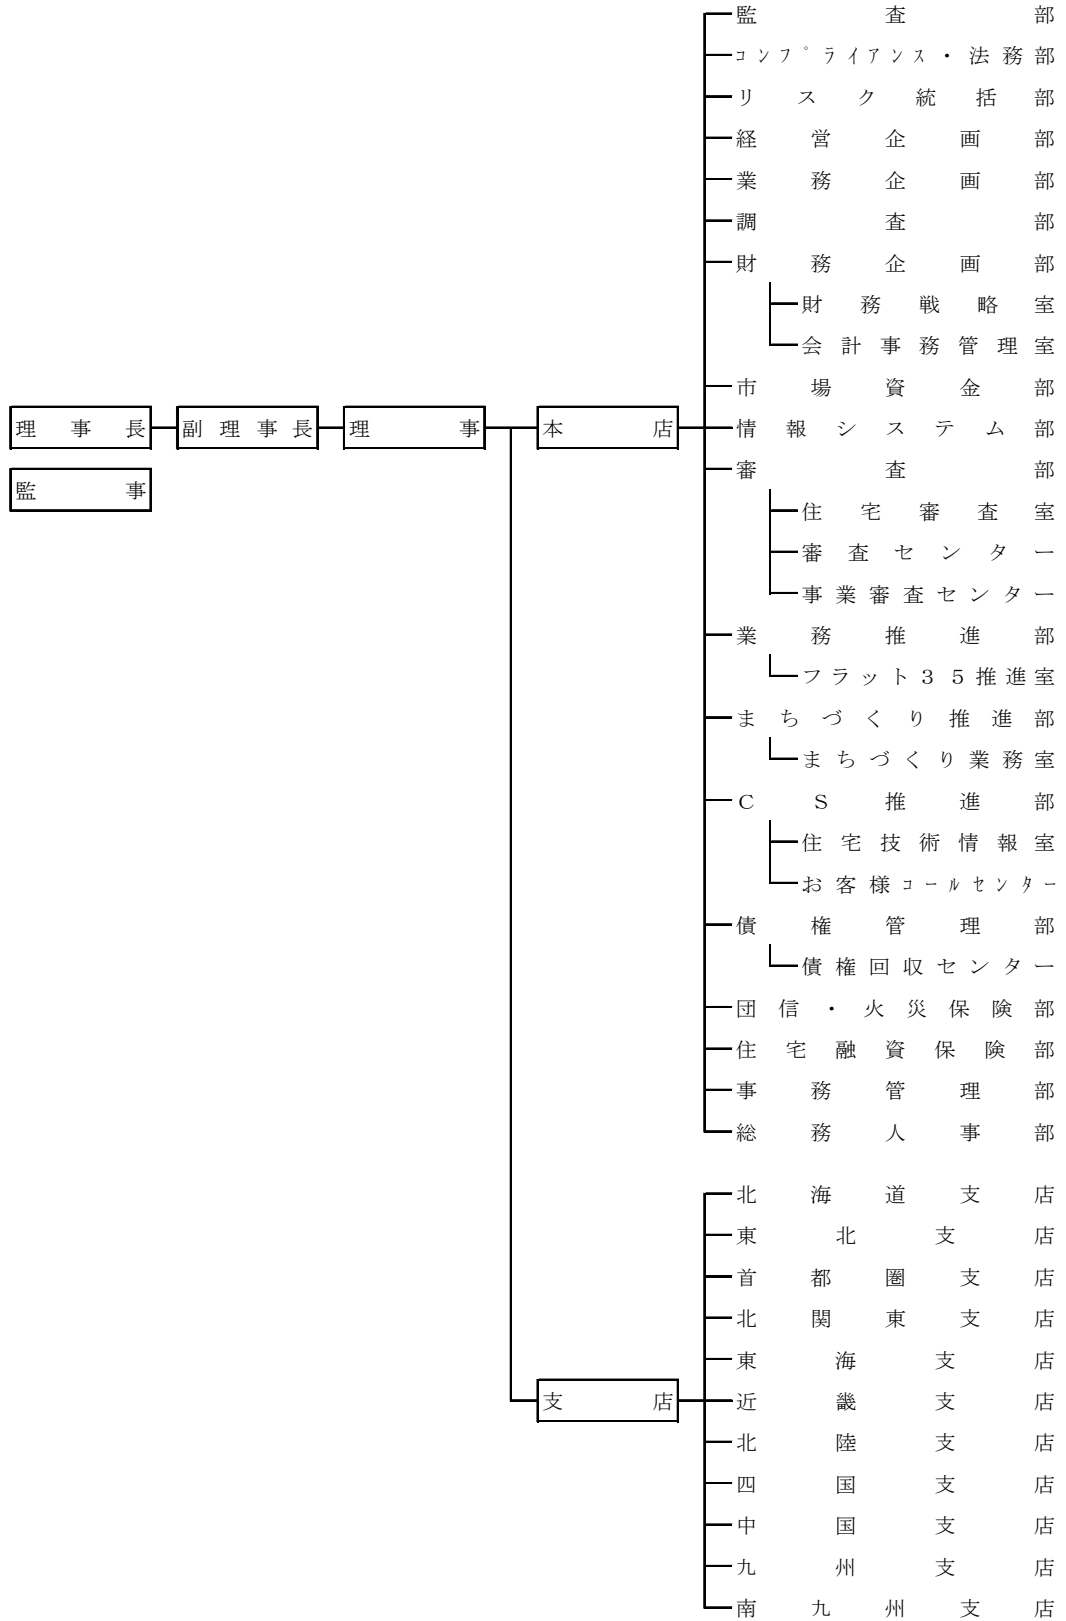 監査部
コンプライアンス・法務部
リスク統括部
経営企画部
業務企画部
調査部
財務企画部
財務戦略室
会計事務管理室
市場資金部
理事長 副理事長 理事 本店 情報システム部
審査部
監事
住宅審査室
審査センター
事業審査センター
業務推進部
フラット３５推進室
まちづくり推進部
まちづくり業務室
ＣＳ推進部
住宅技術情報室
お客様コールセンター
債権管理部
債権回収センター
団信・火災保険部
住宅融資保険部
事務管理部
総務人事部
北海道支店
東北支店
首都圏支店
北関東支店
東海支店
支店 近畿支店
北陸支店
四国支店
中国支店
九州支店
南九州支店